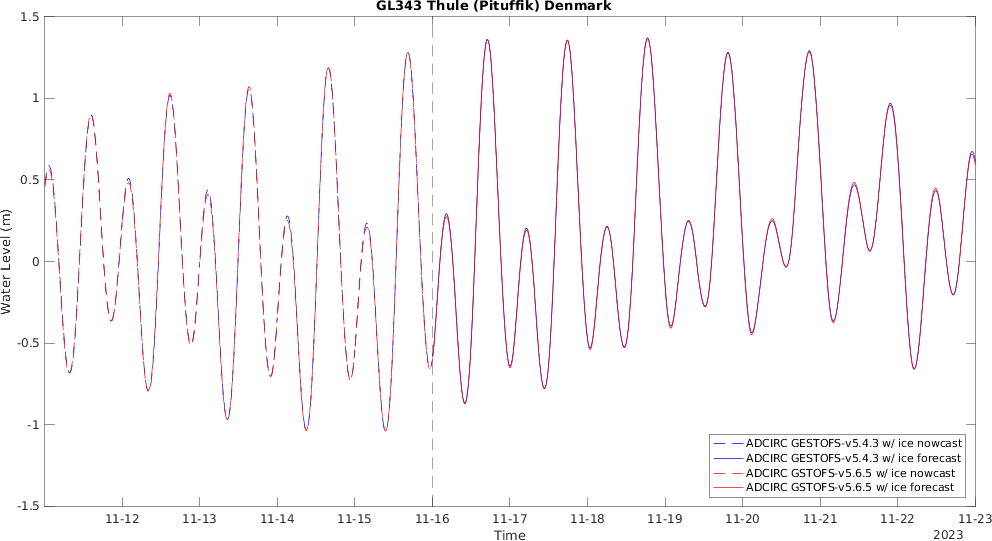 GL343 Thule (Pituffik) Denmark
1.5
1
0.5
0
-0.5
-1
-1.5
Water Level (m)
ADCIRC GESTOFS-v5.4.3 w/ ice nowcast
ADCIRC GESTOFS-v5.4.3 w/ ice forecast
ADCIRC GSTOFS-v5.6.5 w/ ice nowcast
ADCIRC GSTOFS-v5.6.5 w/ ice forecast
11-12 11-13 11-14 11-15 11-16 11-17 11-18 11-19 11-20 11-21 11-22 11-23
Time
2023